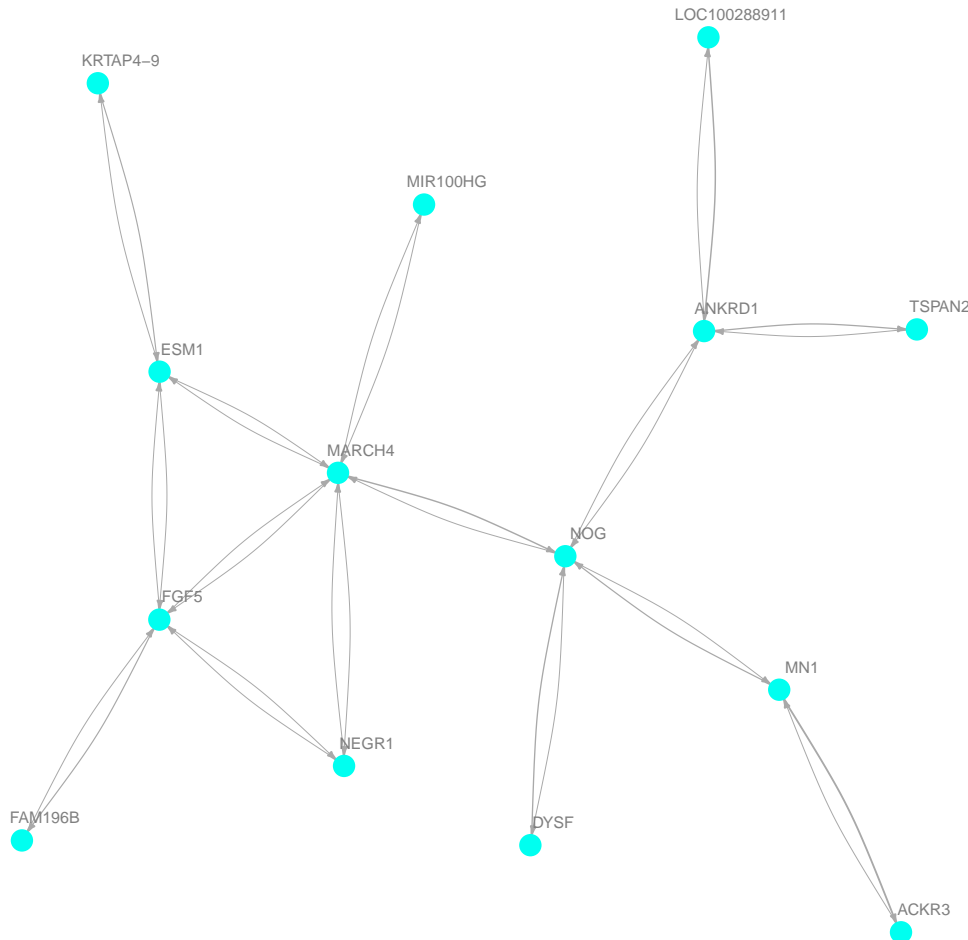 LOC100288911
KRTAP4−9
MIR100HG
ANKRD1
TSPAN2
ESM1
MARCH4
NOG
FGF5
MN1
NEGR1
FAM196B
DYSF
ACKR3